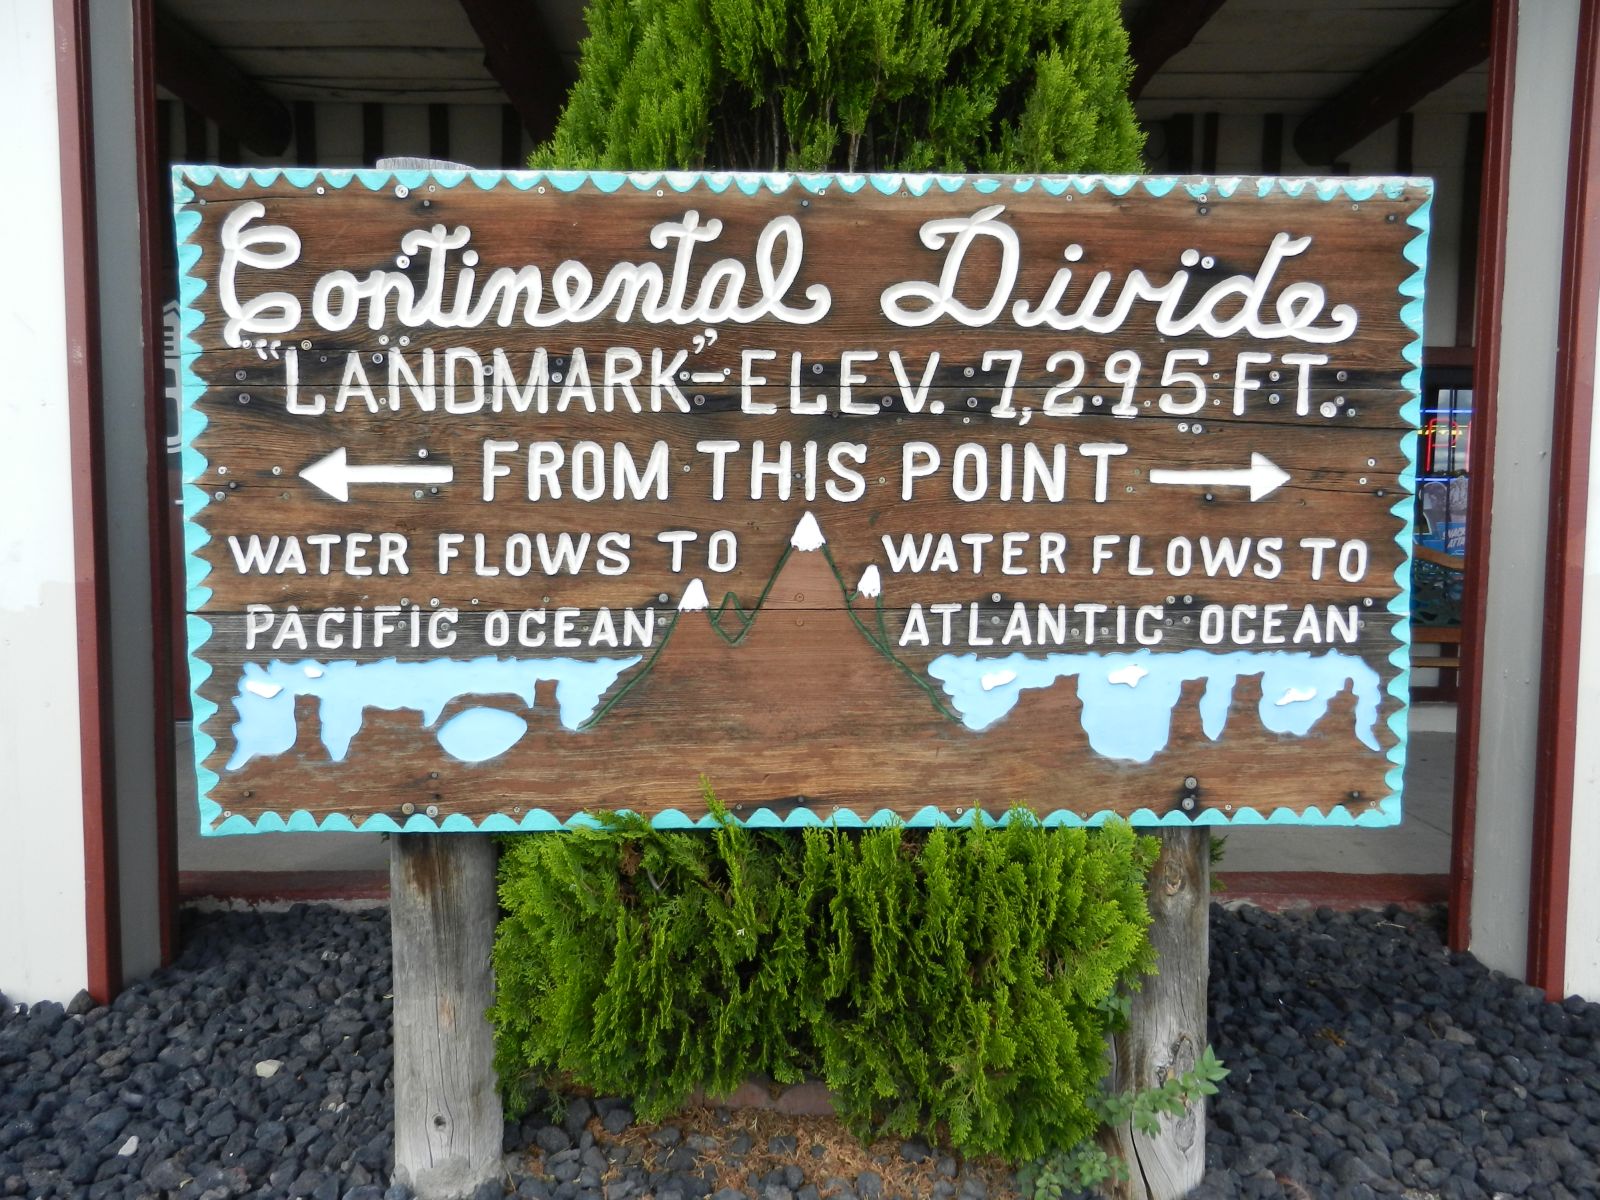 Continental Divide
"LANDMARK"-ELEV. 7,295 FT.
← FROM THIS POINT →
WATER FLOWS TO
PACIFIC OCEAN
WATER FLOWS TO
ATLANTIC OCEAN